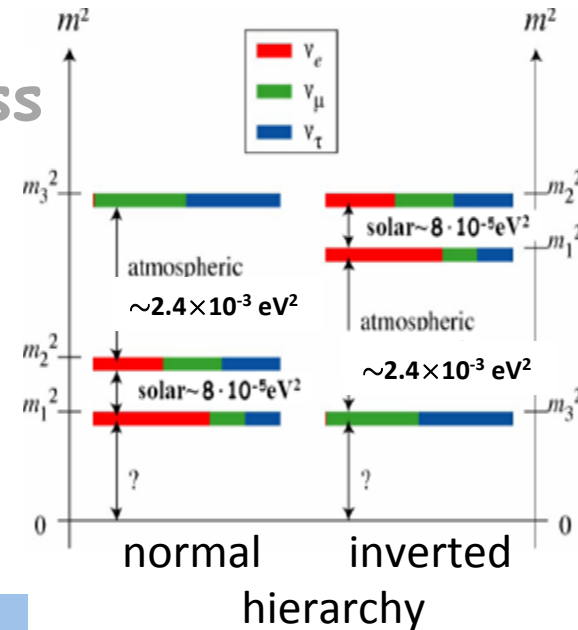 m² m²
ss
νe
νμ
ντ
m₃² m₂²
solar~8·10⁻⁵eV²
m₁²
atmospheric
~2.4×10⁻³ eV²
atmospheric
m₂²
~2.4×10⁻³ eV²
solar~8·10⁻⁵eV²
m₁² m₃²
? ?
0 0
normal inverted
hierarchy